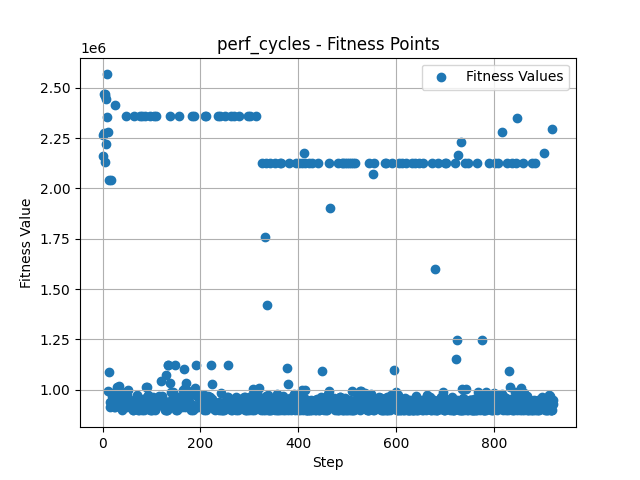 perf_cycles - Fitness Points
1e6
Fitness Values
2.50
2.25
2.00
1.75
1.50
1.25
1.00
Fitness Value
0 200 400 600 800
Step